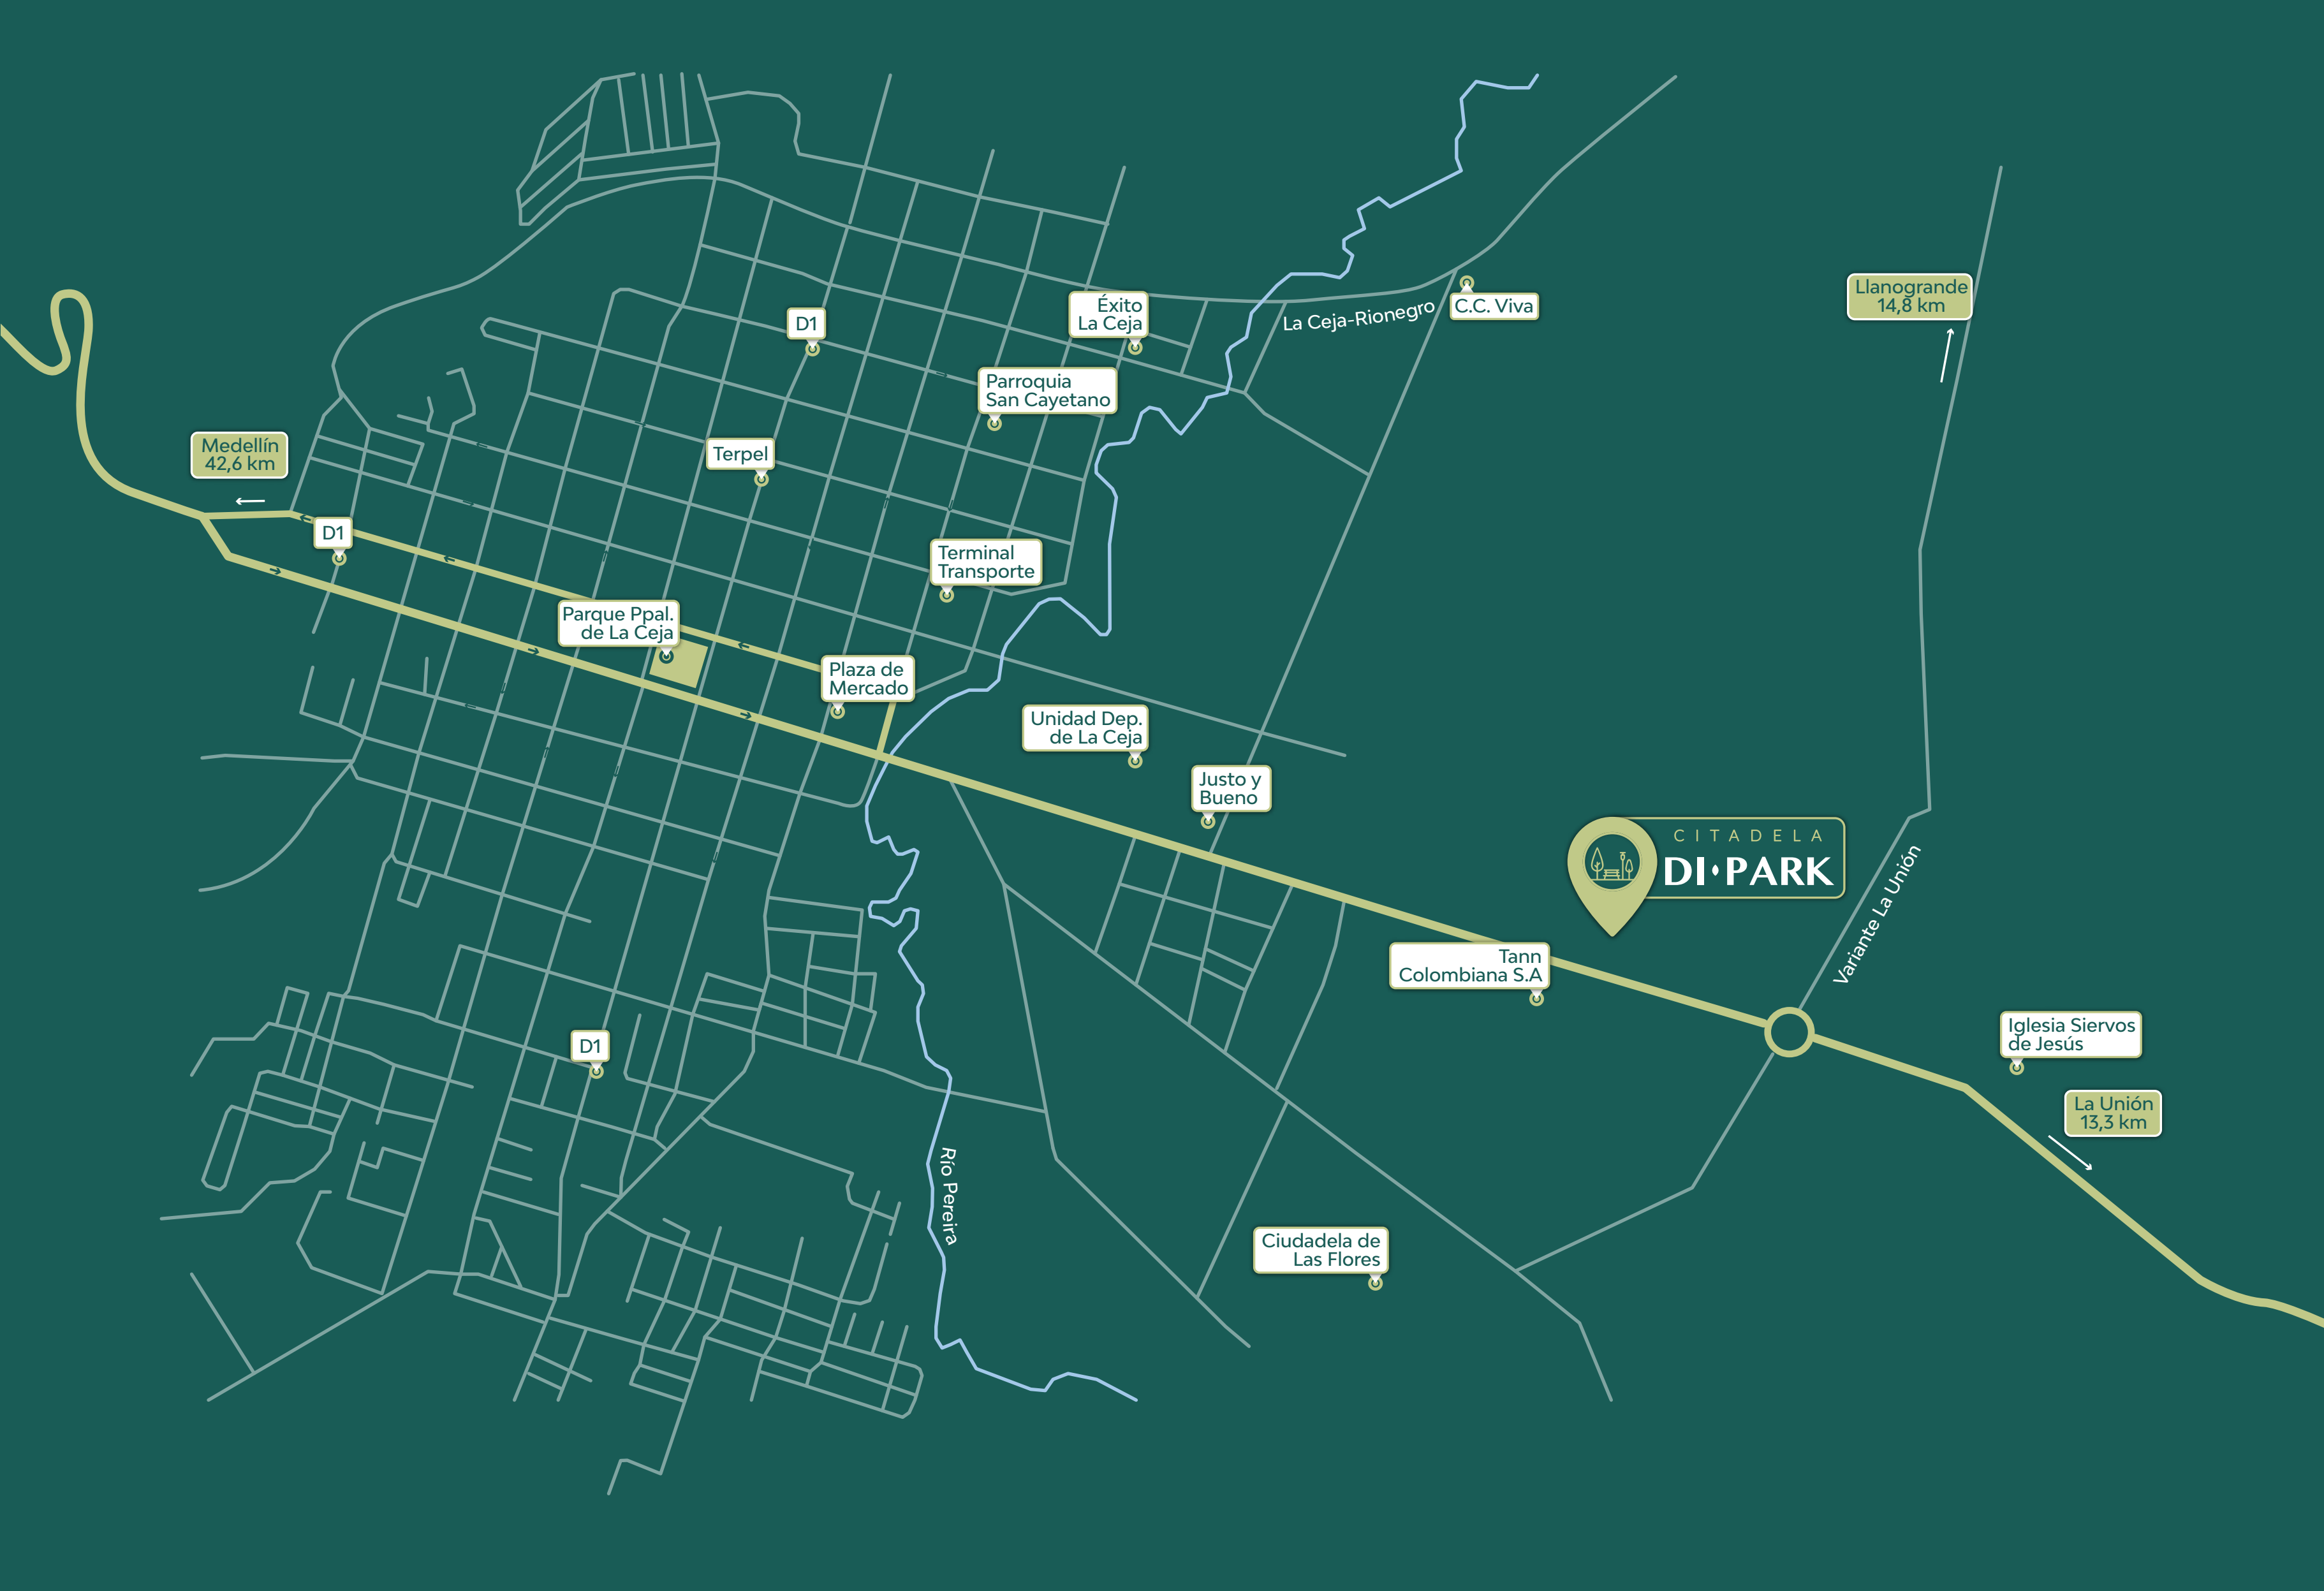 Llanogrande
14,8 km
Éxito
La Ceja
C.C. Viva
La Ceja-Rionegro
D1
Parroquia
San Cayetano
Medellín
42,6 km
Terpel
D1
Terminal
Transporte
Parque Ppal.
de La Ceja
Plaza de
Mercado
Unidad Dep.
de La Ceja
Justo y
Bueno
CITADELA
DI·PARK
Variante La Unión
Tann
Colombiana S.A
D1
Iglesia Siervos
de Jesús
La Unión
13,3 km
Río Pereira
Ciudadela de
Las Flores